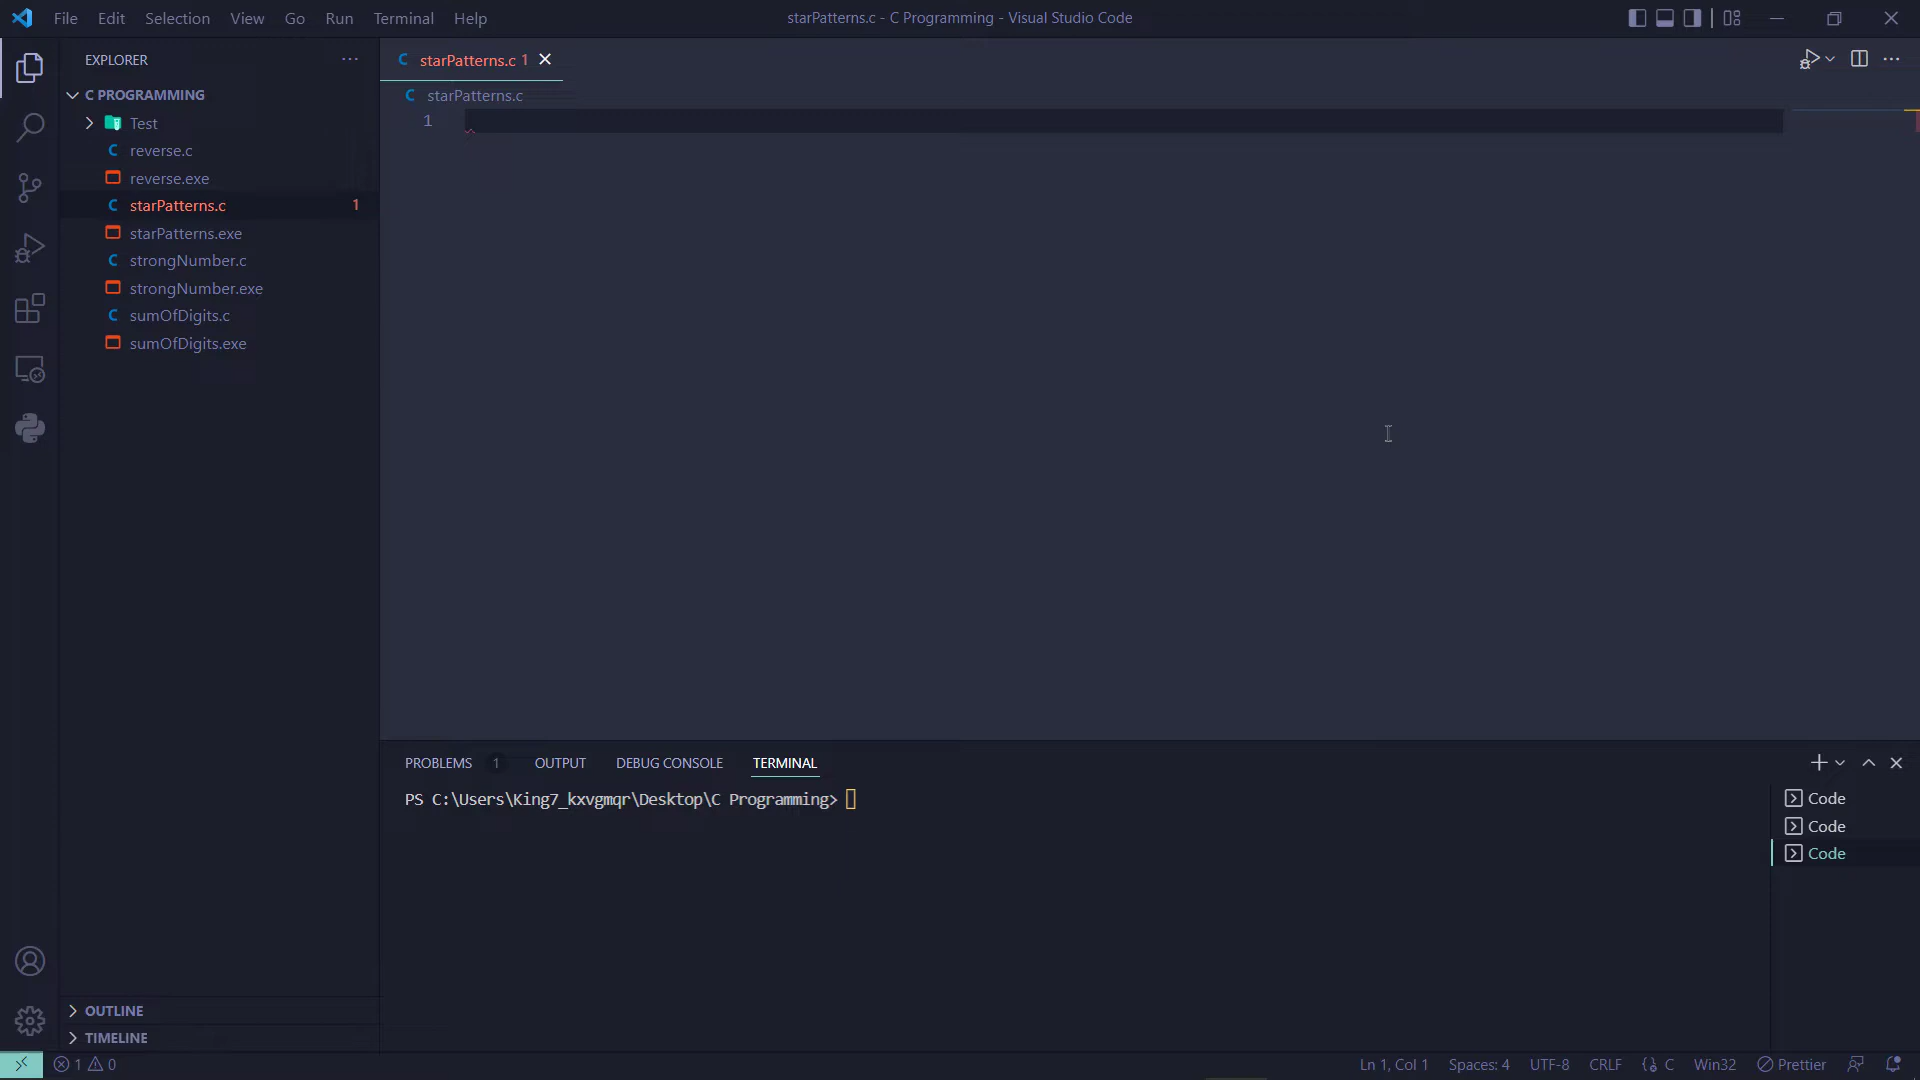 File Edit Selection View Go Run Terminal Help
starPatterns.c - C Programming - Visual Studio Code
EXPLORER
C PROGRAMMING
Test
reverse.c
reverse.exe
starPatterns.c 1
starPatterns.exe
strongNumber.c
strongNumber.exe
sumOfDigits.c
sumOfDigits.exe
OUTLINE
TIMELINE
C starPatterns.c 1
C starPatterns.c
1
PROBLEMS 1 OUTPUT DEBUG CONSOLE TERMINAL
PS C:\Users\King7_kxvgmqr\Desktop\C Programming>
Code
Code
Code
1 0
Ln 1, Col 1 Spaces: 4 UTF-8 CRLF {} C Win32 Prettier